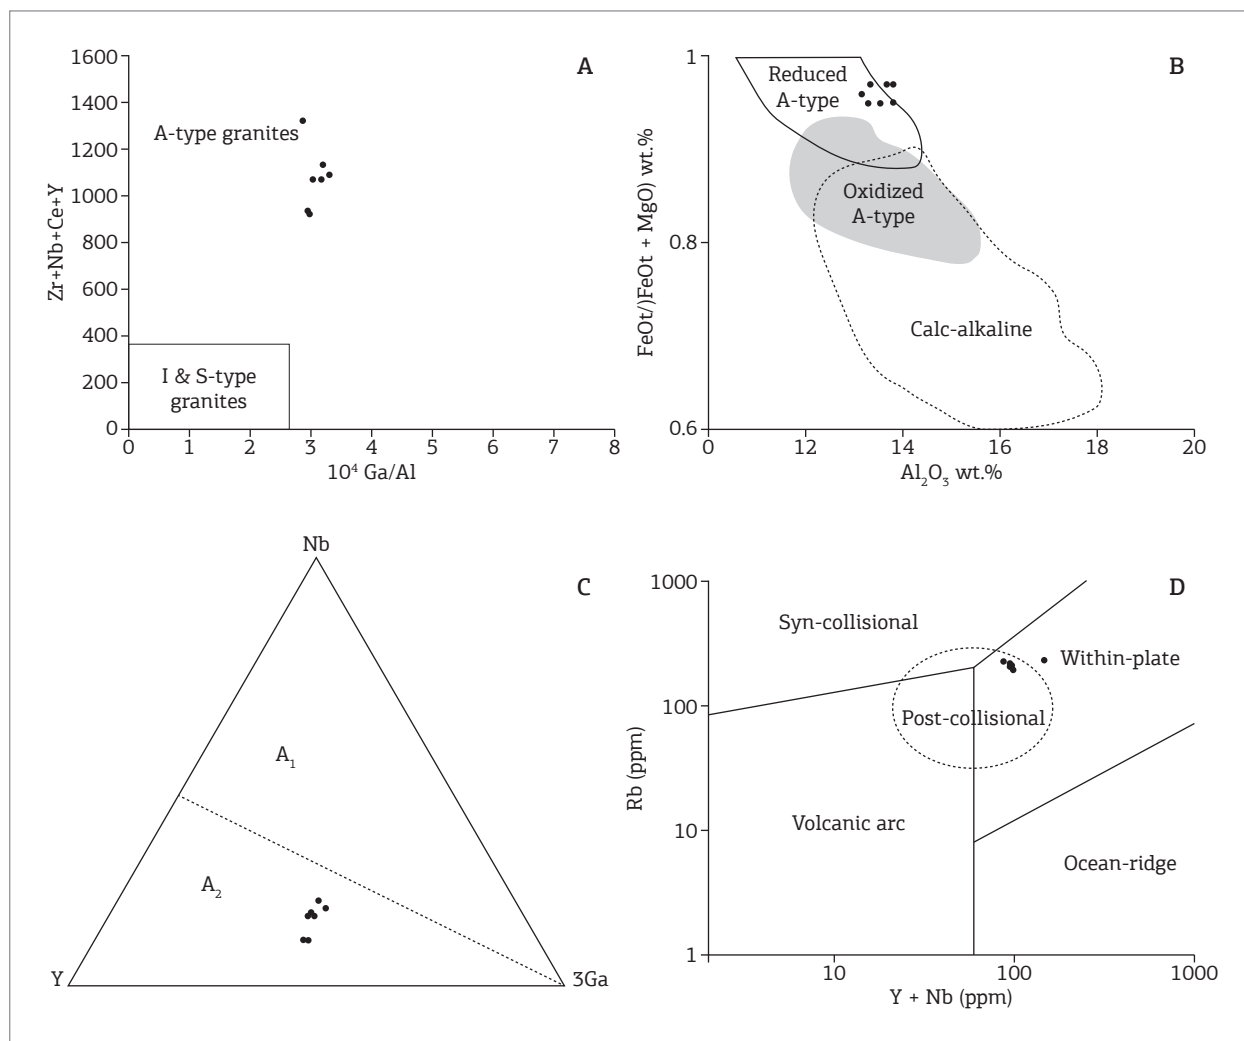 A
Zr+Nb+Ce+Y
1600
1400
1200
1000
800
600
400
200
0
A-type granites
I & S-type
granites
0 1 2 3 4 5 6 7 8
10⁴ Ga/Al
B
FeOt/)FeOt + MgO) wt.%
1
0.8
0.6
Reduced
A-type
Oxidized
A-type
Calc-alkaline
0 12 14 16 18 20
Al₂O₃ wt.%
C
Nb
A₁
A₂
Y
3Ga
D
Rb (ppm)
1000
100
10
1
Syn-collisional
Within-plate
Post-collisional
Volcanic arc
Ocean-ridge
10 100 1000
Y + Nb (ppm)